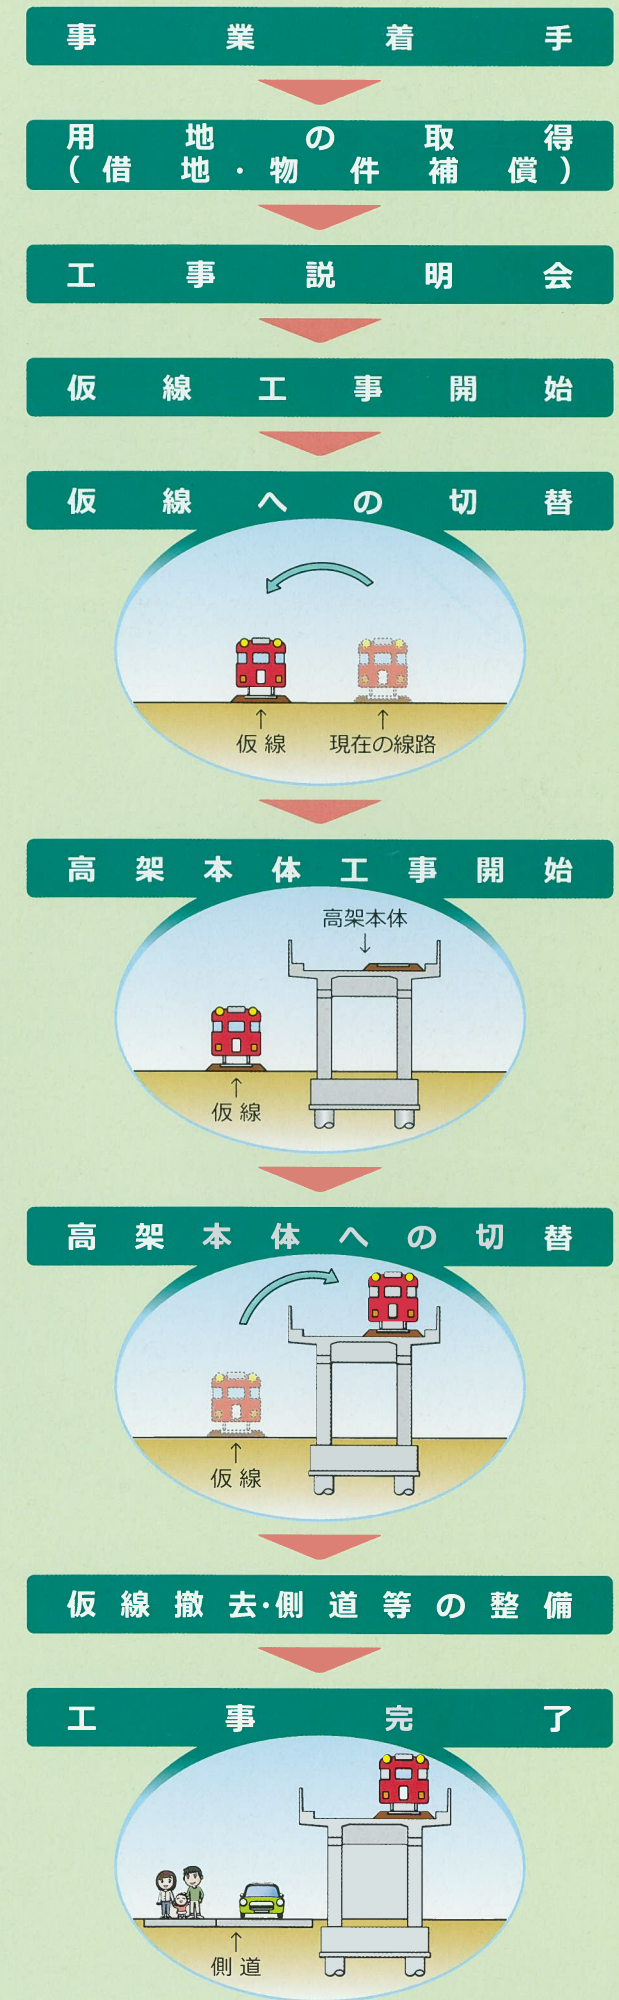 事業着手
用地の取得
(借地・物件補償)
工事説明会
仮線工事開始
仮線への切替
仮線
現在の線路
高架本体工事開始
高架本体
仮線
高架本体への切替
仮線
仮線撤去・側道等の整備
工事完了
側道